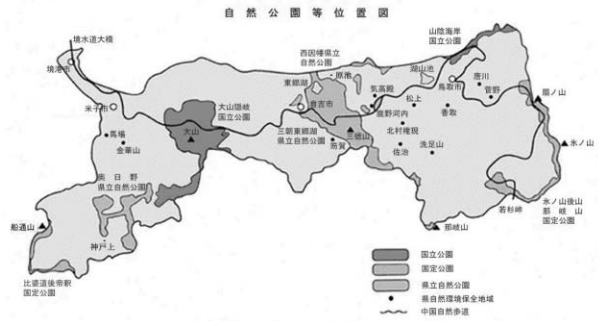 自然公園等位置図
山陰海岸
国立公園
境水道大橋
境港市
西因幡県立
自然公園
原池
湖山池
東郷湖
気高殿
鳥取市
唐川
菅野
扇ノ山
米子市
大山隠岐
国立公園
倉吉市
松上
鹿野河内
香取
馬場
金華山
大山
三朝東郷湖
県立自然公園
三徳山
北村権現
佐治
洗足山
氷ノ山
奥日野
県立自然公園
若杉峠
氷ノ山後山
那岐山
国定公園
船通山
神戸上
那岐山
比婆道後帝釈
国定公園
国立公園
国定公園
県立自然公園
県自然環境保全地域
中国自然歩道